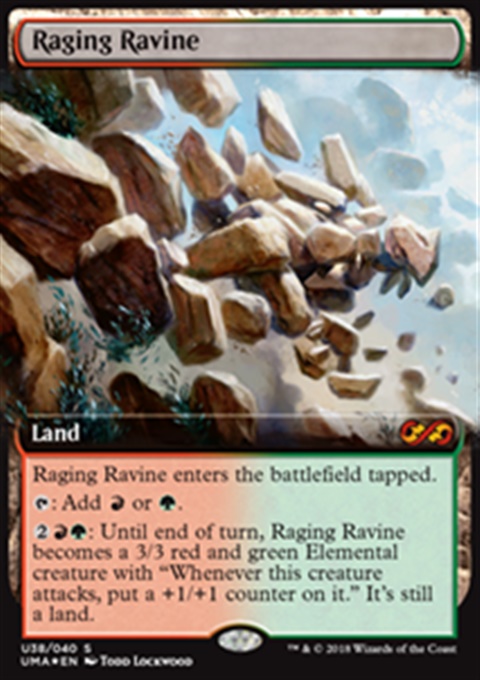 Raging Ravine
Land
Raging Ravine enters the battlefield tapped.
: Add or .
2 : Until end of turn, Raging Ravine
becomes a 3/3 red and green Elemental
creature with “Whenever this creature
attacks, put a +1/+1 counter on it.” It’s still
a land.
U38/040 S
™ & © 2018 Wizards of the Coast
UMA★EN Todd Lockwood